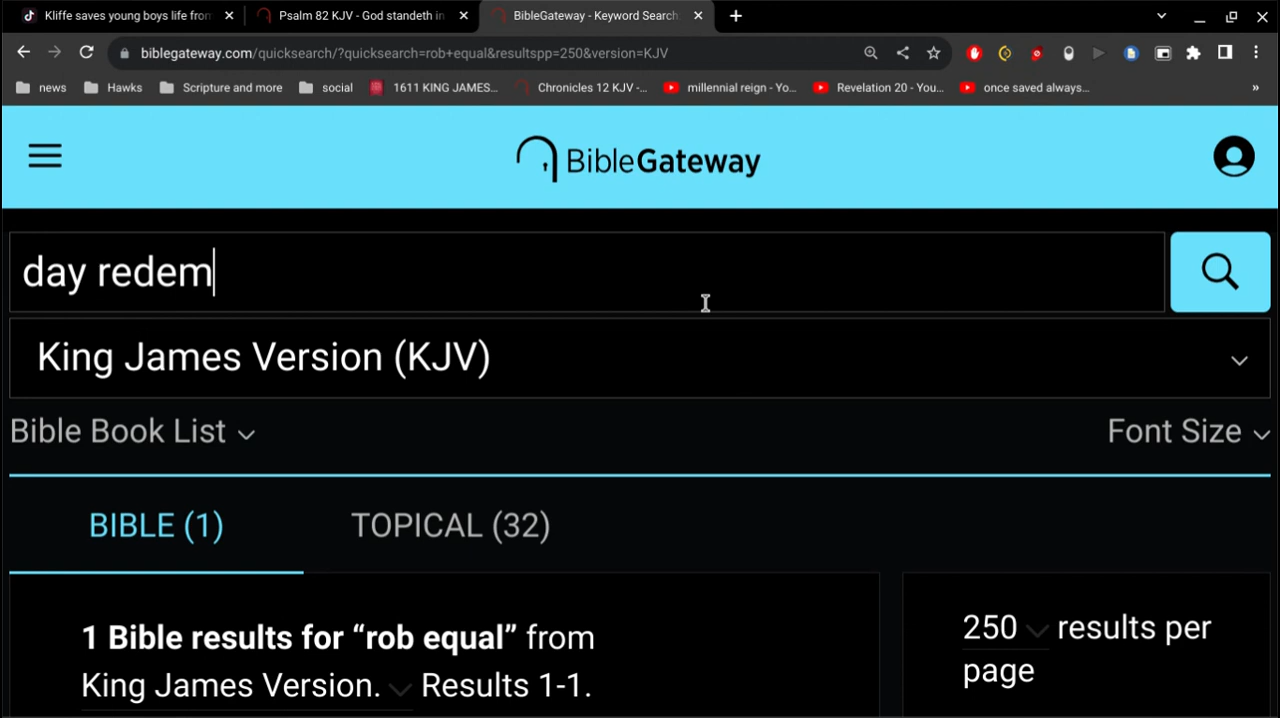 Kliffe saves young boys life from
Psalm 82 KJV - God standeth in
BibleGateway - Keyword Search
biblegateway.com/quicksearch/?quicksearch=rob+equal&resultspp=250&version=KJV
news
Hawks
Scripture and more
social
1611 KING JAMES...
Chronicles 12 KJV -...
millennial reign - Yo...
Revelation 20 - You...
once saved always...
»
BibleGateway
day redem
King James Version (KJV)
Bible Book List
Font Size
BIBLE (1)
TOPICAL (32)
1 Bible results for “rob equal” from
King James Version. Results 1-1.
250 results per
page